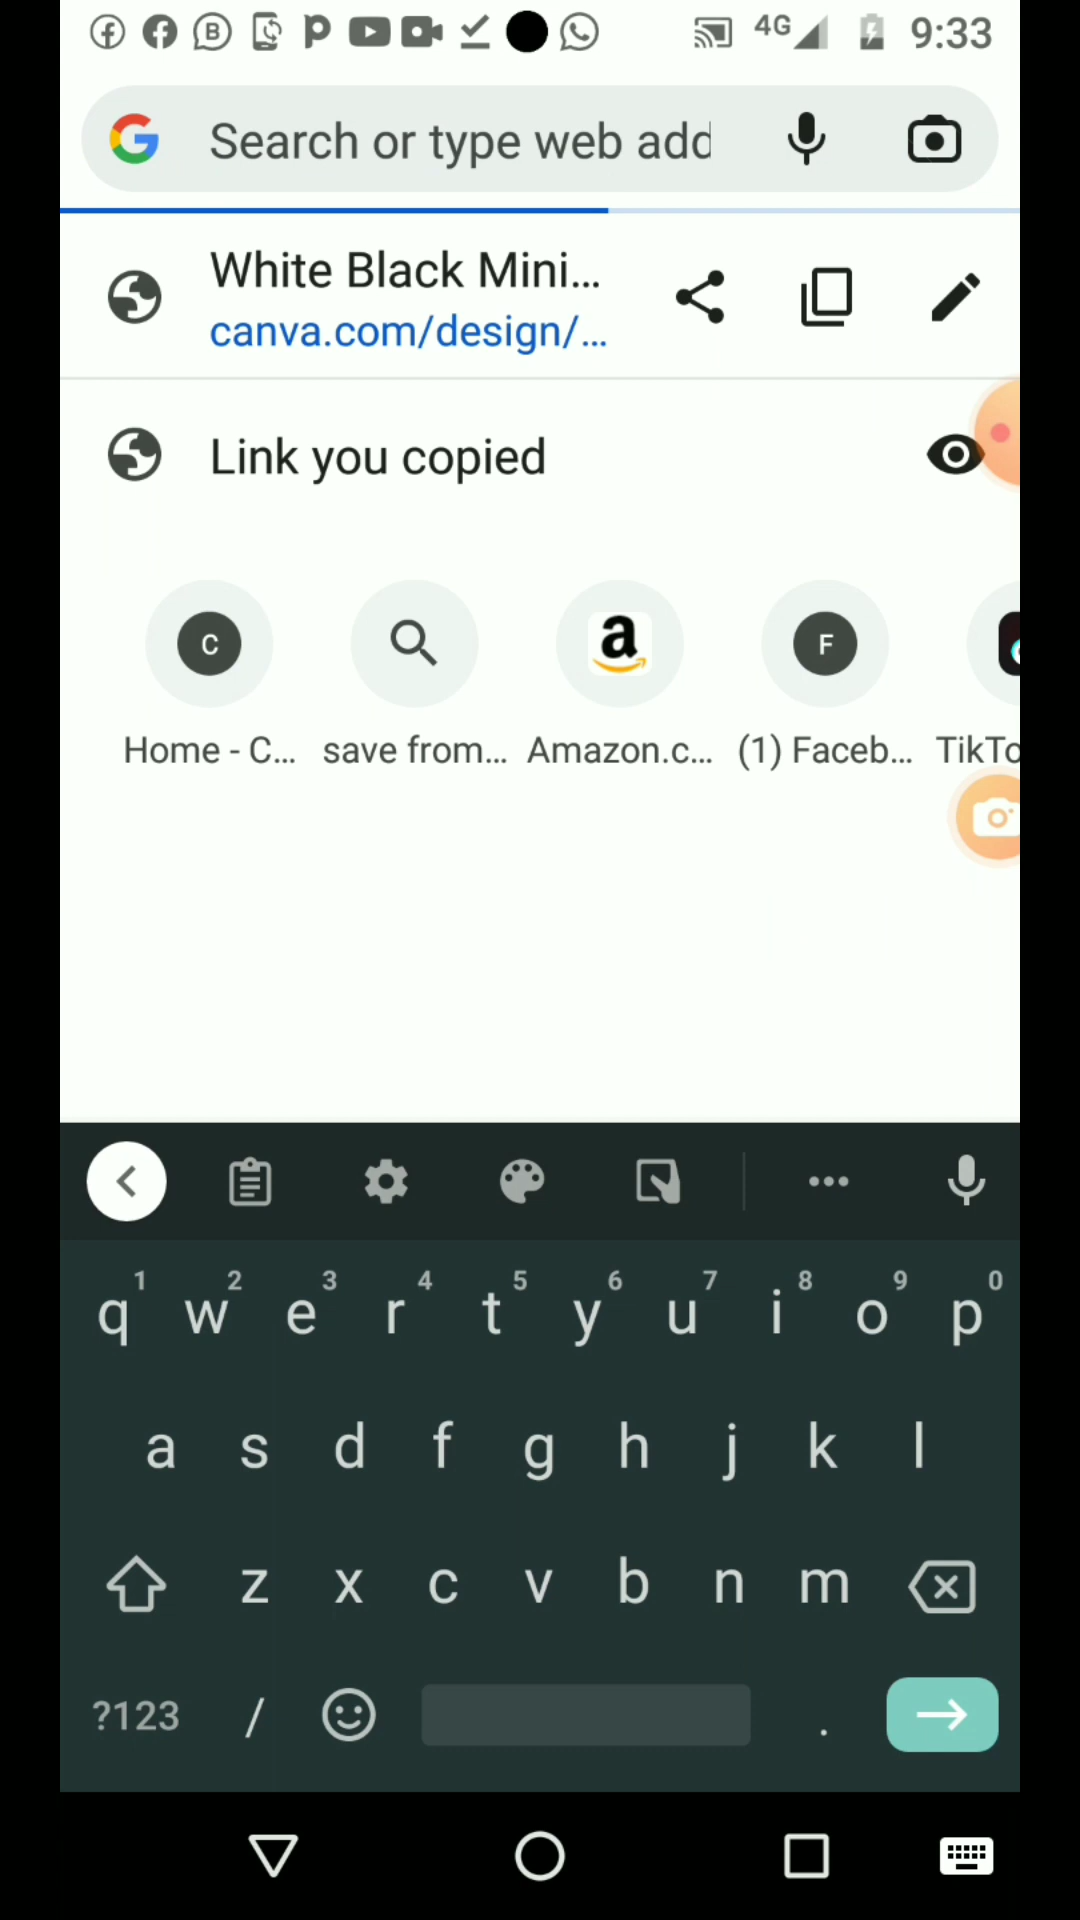 4G 9:33
Search or type web add
White Black Mini...
canva.com/design/...
Link you copied
C
F
Home - C...
save from...
Amazon.c...
(1) Faceb...
TikTo
1 2 3 4 5 6 7 8 9 0
q w e r t y u i o p
a s d f g h j k l
z x c v b n m
?123 / .